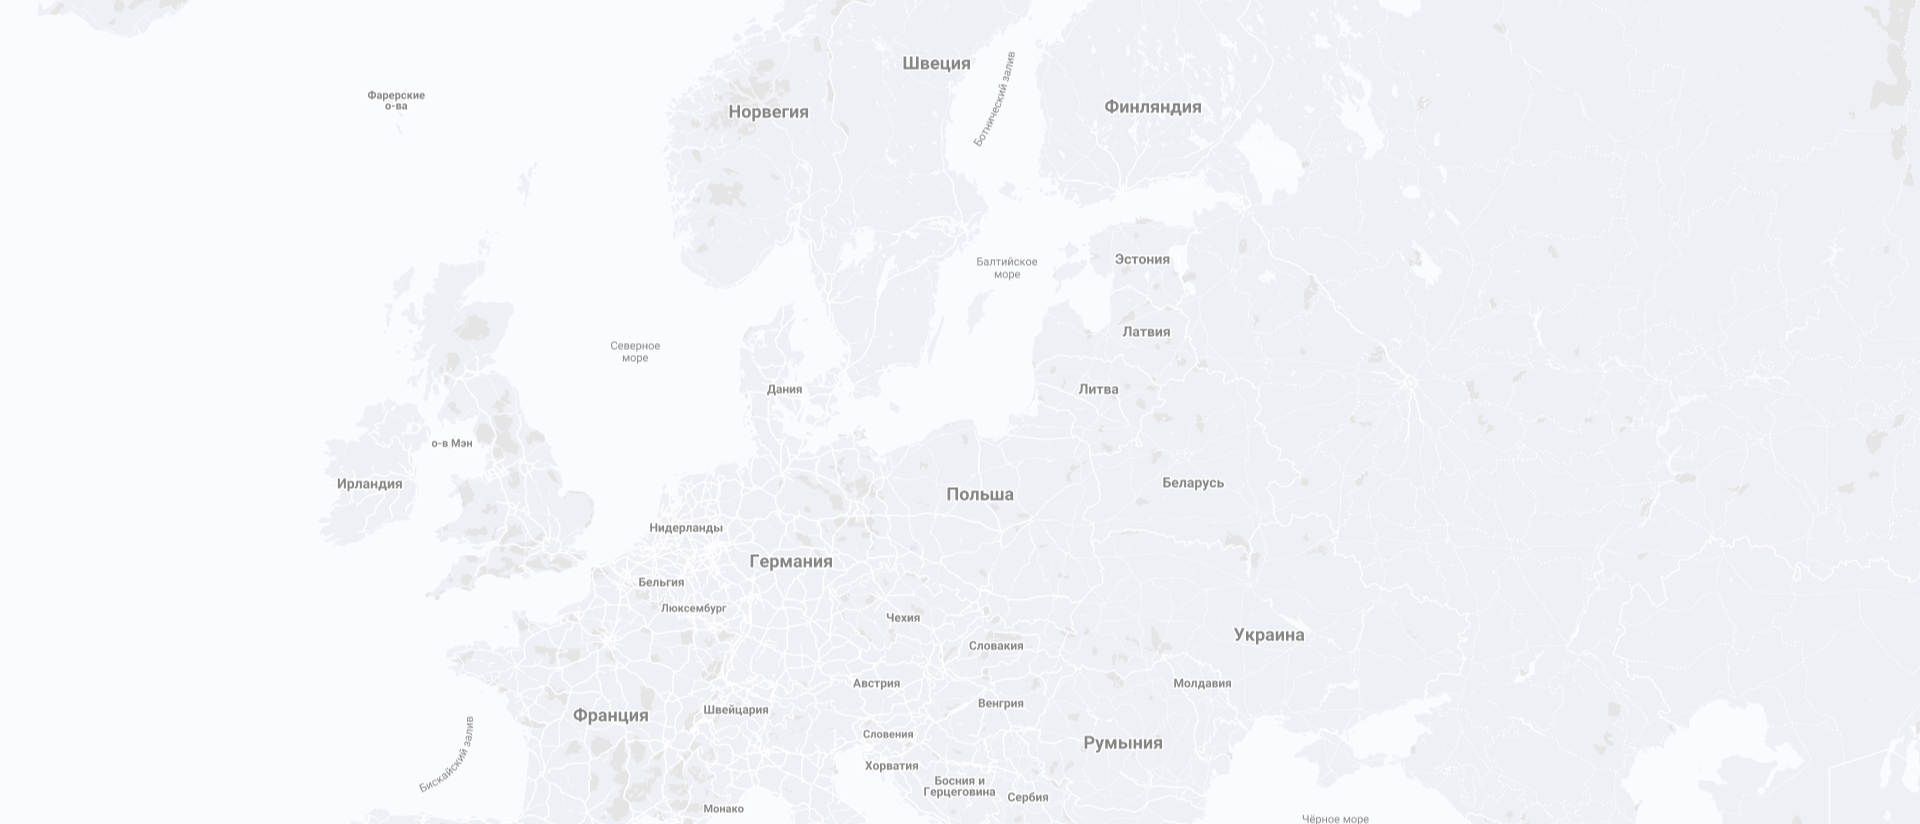 Швеция
Ботнический залив
Фарерские
о-ва
Финляндия
Норвегия
Эстония
Балтийское
море
Латвия
Северное
море
Дания
Литва
о-в Мэн
Ирландия
Беларусь
Польша
Нидерланды
Германия
Бельгия
Люксембург
Чехия
Украина
Словакия
Австрия
Молдавия
Венгрия
Швейцария
Франция
Бискайский залив
Словения
Румыния
Хорватия
Босния и
Герцеговина
Сербия
Монако
Чёрное море